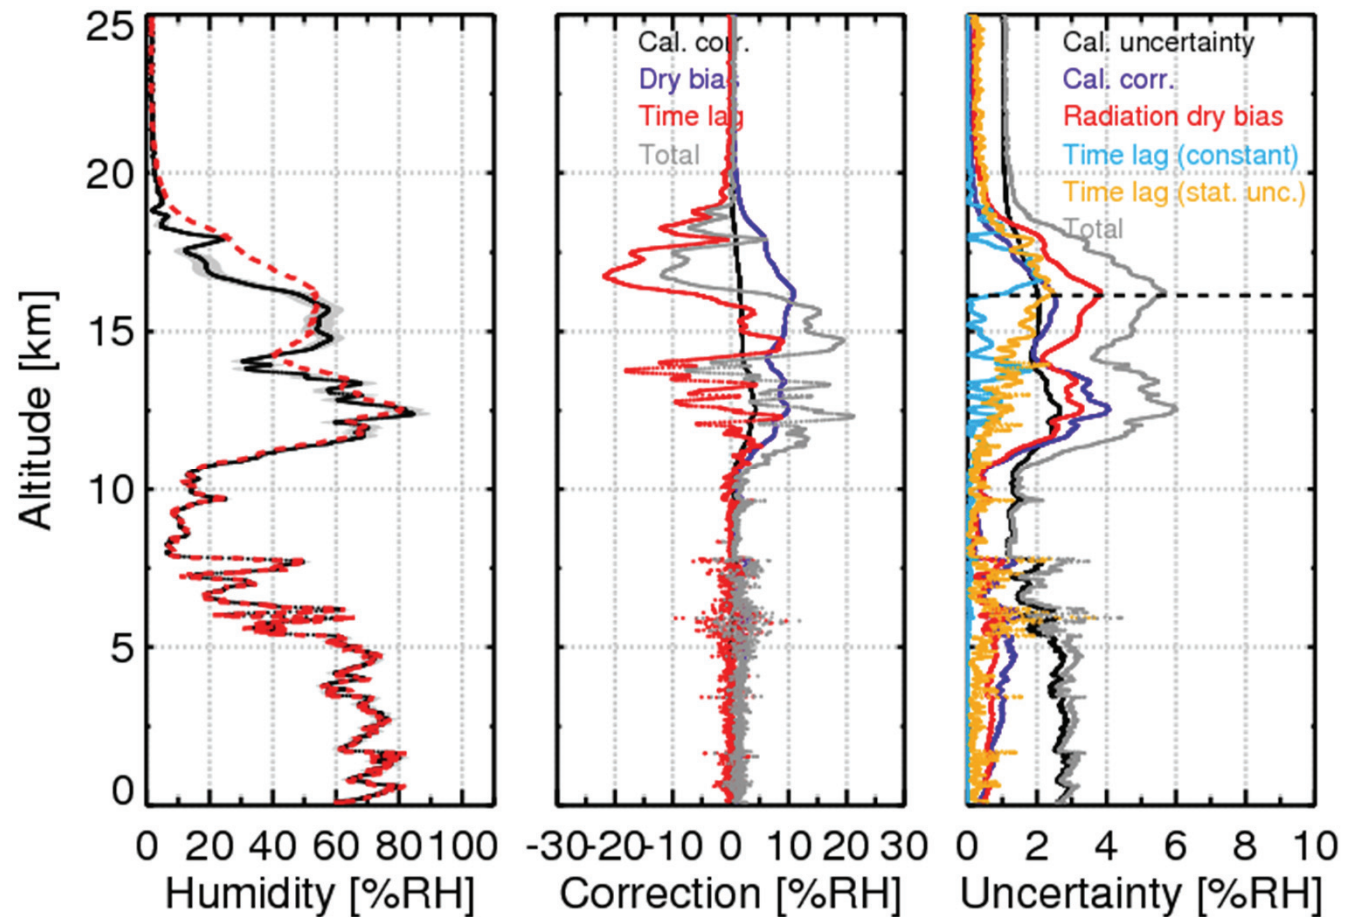 Altitude [km]
25
20
15
10
5
0
0 20 40 60 80 100
Humidity [%RH]
Cal. corr.
Dry bias
Time lag
Total
-30 -20 -10 0 10 20 30
Correction [%RH]
Cal. uncertainty
Cal. corr.
Radiation dry bias
Time lag (constant)
Time lag (stat. unc.)
Total
0 2 4 6 8 10
Uncertainty [%RH]